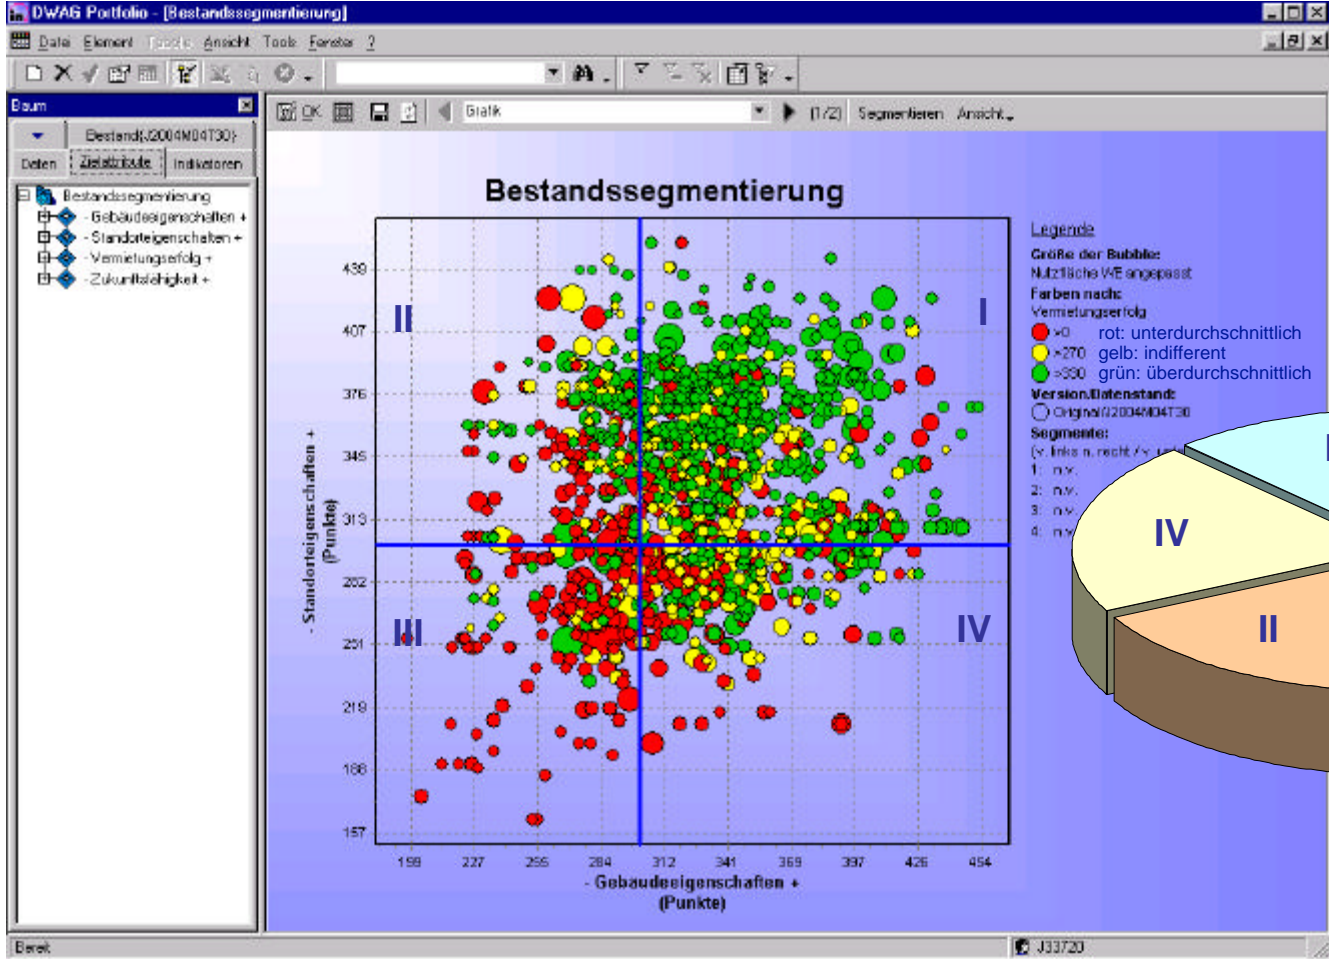 DWAG Portfolio - [Bestandssegmentierung]
Datei Element Ansicht Tools Fenster ?
Baum
Bestand(J2004M04T30)
Daten Zielattribute Indikatoren
Bestandssegmentierung
- Gebäudeeigenschaften +
- Standorteigenschaften +
- Vermietungserfolg +
- Zukunftsfähigkeit +
OK Grafik (1/2) Segmentieren Ansicht
Bestandssegmentierung
II I
III IV
- Standorteigenschaften +
(Punkte)
439
407
376
345
313
282
251
219
188
157
199 227 255 284 312 341 369 397 426 454
- Gebäudeeigenschaften +
(Punkte)
Legende
Größe der Bubble:
Nutzfläche WE angepasst
Farben nach:
Vermietungserfolg
>0 rot: unterdurchschnittlich
>270 gelb: indifferent
>330 grün: überdurchschnittlich
Version/Datenstand:
Original/J2004M04T30
Segmente:
(v. links n. recht / v.
1: n.v.
2: n.v.
3: n.v.
4: n.v.
IV
II
Bereit J33720